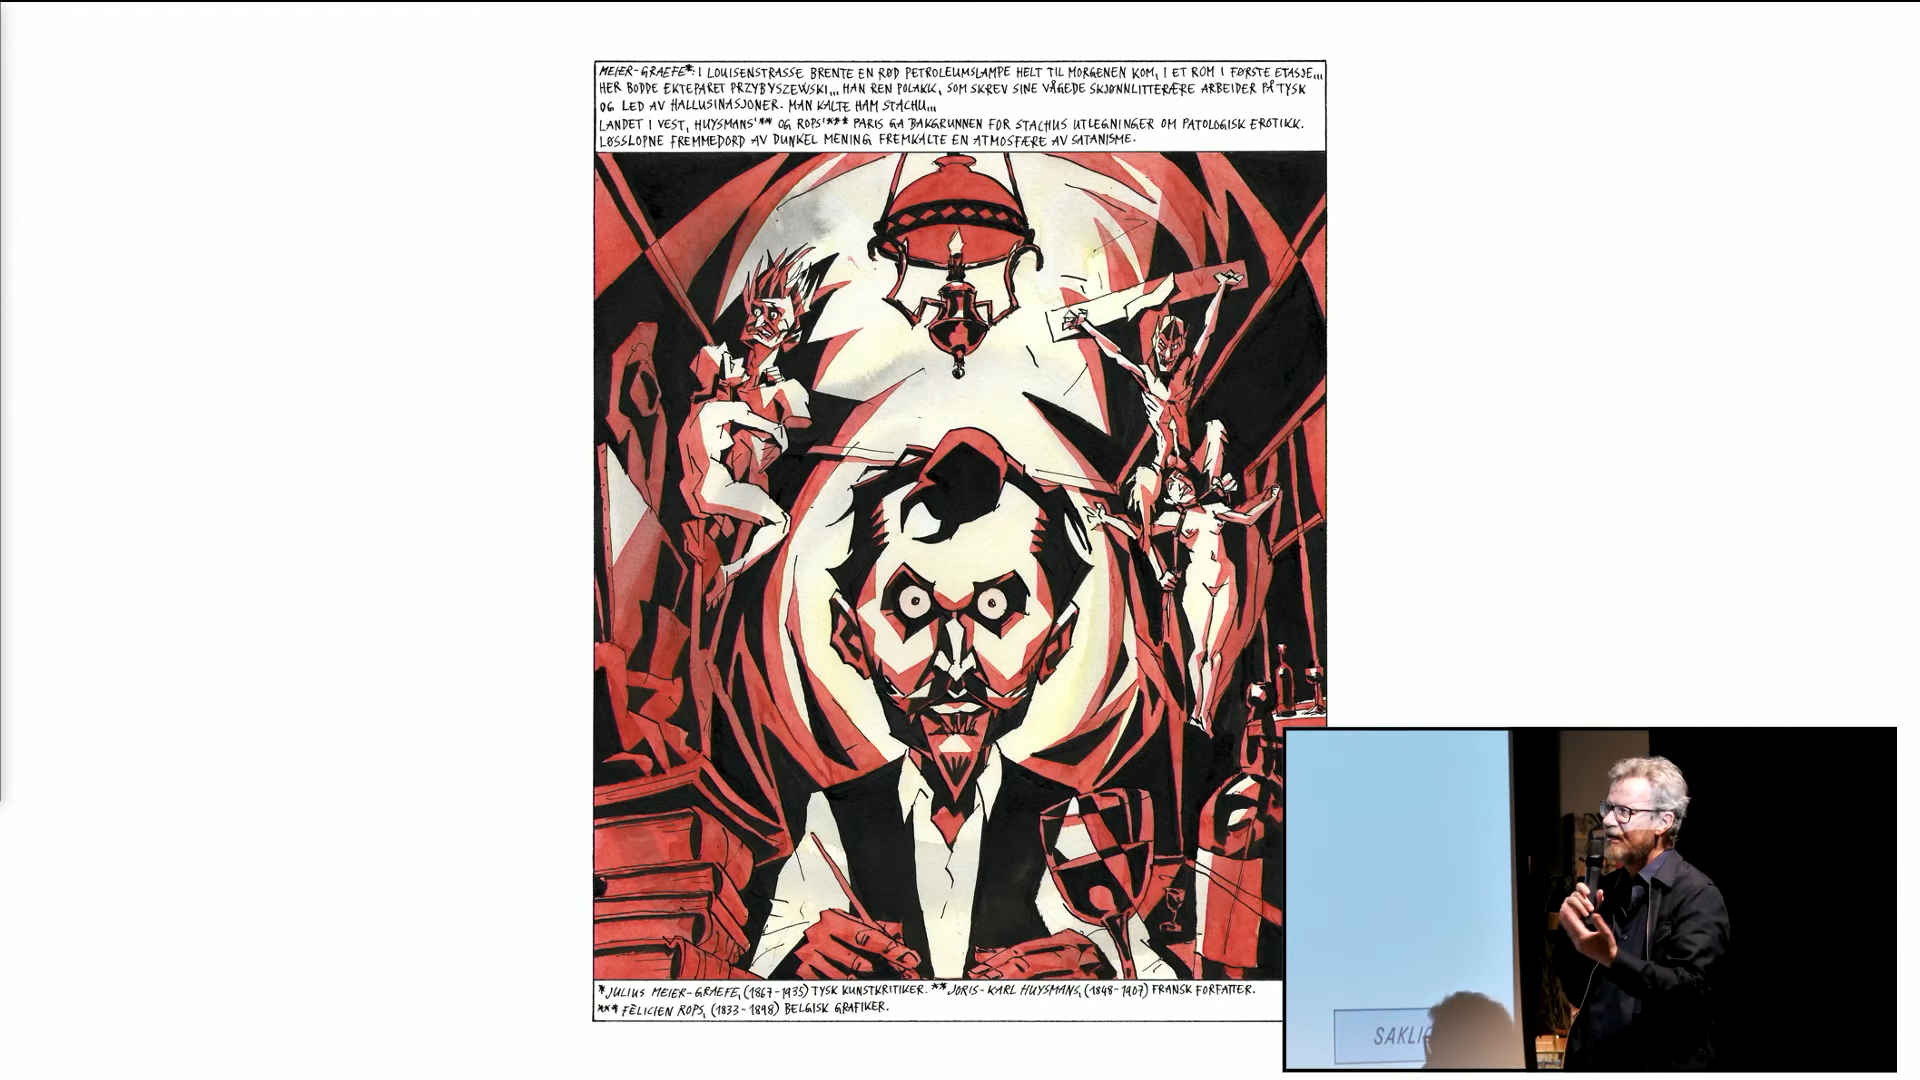 MEIER-GRAEFE*: I LOUISENSTRASSE BRENTE EN RØD PETROLEUMSLAMPE HELT TIL MORGENEN KOM, I ET ROM I FØRSTE ETASJE...
HER BODDE EKTEPARET PRZYBYSZEWSKI... HAN REN POLAKK, SOM SKREV SINE VÅGEDE SKJØNNLITTERÆRE ARBEIDER PÅ TYSK
OG LED AV HALLUSINASJONER. MAN KALTE HAM STACHU...
LANDET I VEST, HUYSMANS'** OG ROPS'*** PARIS GA BAKGRUNNEN FOR STACHUS UTLEGNINGER OM PATOLOGISK EROTIKK.
LØSSLOPNE FREMMEDORD AV DUNKEL MENING FREMKALTE EN ATMOSFÆRE AV SATANISME.
*JULIUS MEIER-GRAEFE, (1867-1935) TYSK KUNSTKRITIKER. **JORIS-KARL HUYSMANS, (1848-1907) FRANSK FORFATTER.
*** FÈLICIEN ROPS, (1833-1898) BELGISK GRAFIKER.